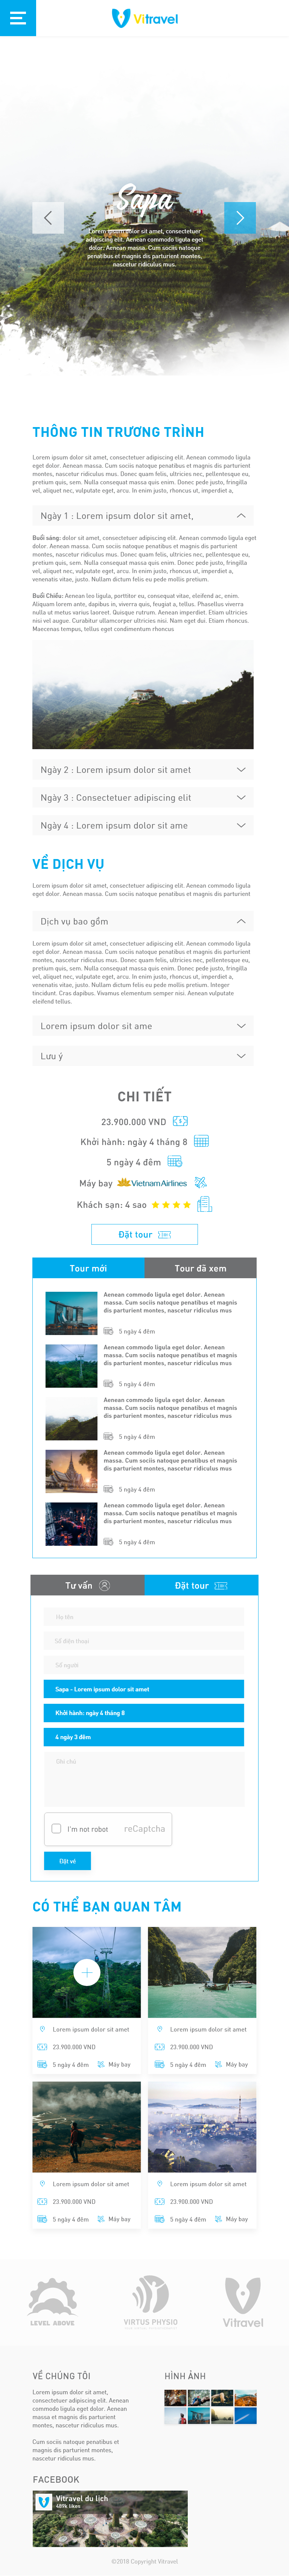 Vitravel
Sapa
Lorem ipsum dolor sit amet, consectetuer
adipiscing elit. Aenean commodo ligula eget
dolor. Aenean massa. Cum sociis natoque
penatibus et magnis dis parturient montes,
nascetur ridiculus mus.
THÔNG TIN TRƯƠNG TRÌNH
Lorem ipsum dolor sit amet, consectetuer adipiscing elit. Aenean commodo ligula
eget dolor. Aenean massa. Cum sociis natoque penatibus et magnis dis parturient
montes, nascetur ridiculus mus. Donec quam felis, ultricies nec, pellentesque eu,
pretium quis, sem. Nulla consequat massa quis enim. Donec pede justo, fringilla
vel, aliquet nec, vulputate eget, arcu. In enim justo, rhoncus ut, imperdiet a,
Ngày 1 : Lorem ipsum dolor sit amet,
Buổi sáng: dolor sit amet, consectetuer adipiscing elit. Aenean commodo ligula eget
dolor. Aenean massa. Cum sociis natoque penatibus et magnis dis parturient
montes, nascetur ridiculus mus. Donec quam felis, ultricies nec, pellentesque eu,
pretium quis, sem. Nulla consequat massa quis enim. Donec pede justo, fringilla
vel, aliquet nec, vulputate eget, arcu. In enim justo, rhoncus ut, imperdiet a,
venenatis vitae, justo. Nullam dictum felis eu pede mollis pretium.
Buổi Chiều: Aenean leo ligula, porttitor eu, consequat vitae, eleifend ac, enim.
Aliquam lorem ante, dapibus in, viverra quis, feugiat a, tellus. Phasellus viverra
nulla ut metus varius laoreet. Quisque rutrum. Aenean imperdiet. Etiam ultricies
nisi vel augue. Curabitur ullamcorper ultricies nisi. Nam eget dui. Etiam rhoncus.
Maecenas tempus, tellus eget condimentum rhoncus
Ngày 2 : Lorem ipsum dolor sit amet
Ngày 3 : Consectetuer adipiscing elit
Ngày 4 : Lorem ipsum dolor sit ame
VỀ DỊCH VỤ
Lorem ipsum dolor sit amet, consectetuer adipiscing elit. Aenean commodo ligula
eget dolor. Aenean massa. Cum sociis natoque penatibus et magnis dis parturient
Dịch vụ bao gồm
Lorem ipsum dolor sit amet, consectetuer adipiscing elit. Aenean commodo ligula
eget dolor. Aenean massa. Cum sociis natoque penatibus et magnis dis parturient
montes, nascetur ridiculus mus. Donec quam felis, ultricies nec, pellentesque eu,
pretium quis, sem. Nulla consequat massa quis enim. Donec pede justo, fringilla
vel, aliquet nec, vulputate eget, arcu. In enim justo, rhoncus ut, imperdiet a,
venenatis vitae, justo. Nullam dictum felis eu pede mollis pretium. Integer
tincidunt. Cras dapibus. Vivamus elementum semper nisi. Aenean vulputate
eleifend tellus.
Lorem ipsum dolor sit ame
Lưu ý
CHI TIẾT
23.900.000 VND
Khởi hành: ngày 4 tháng 8
5 ngày 4 đêm
Máy bay Vietnam Airlines
Khách sạn: 4 sao
Đặt tour
Tour mới
Tour đã xem
Aenean commodo ligula eget dolor. Aenean
massa. Cum sociis natoque penatibus et magnis
dis parturient montes, nascetur ridiculus mus
5 ngày 4 đêm
Aenean commodo ligula eget dolor. Aenean
massa. Cum sociis natoque penatibus et magnis
dis parturient montes, nascetur ridiculus mus
5 ngày 4 đêm
Aenean commodo ligula eget dolor. Aenean
massa. Cum sociis natoque penatibus et magnis
dis parturient montes, nascetur ridiculus mus
5 ngày 4 đêm
Aenean commodo ligula eget dolor. Aenean
massa. Cum sociis natoque penatibus et magnis
dis parturient montes, nascetur ridiculus mus
5 ngày 4 đêm
Aenean commodo ligula eget dolor. Aenean
massa. Cum sociis natoque penatibus et magnis
dis parturient montes, nascetur ridiculus mus
5 ngày 4 đêm
Tư vấn
Đặt tour
Họ tên
Số điện thoại
Số người
Sapa - Lorem ipsum dolor sit amet
Khởi hành: ngày 4 tháng 8
4 ngày 3 đêm
Ghi chú
I'm not robot
reCaptcha
Đặt vé
CÓ THỂ BẠN QUAN TÂM
Lorem ipsum dolor sit amet
23.900.000 VND
5 ngày 4 đêm Máy bay
Lorem ipsum dolor sit amet
23.900.000 VND
5 ngày 4 đêm Máy bay
Lorem ipsum dolor sit amet
23.900.000 VND
5 ngày 4 đêm Máy bay
Lorem ipsum dolor sit amet
23.900.000 VND
5 ngày 4 đêm Máy bay
LEVEL ABOVE
VIRTUS PHYSIO
Vitravel
VỀ CHÚNG TÔI
Lorem ipsum dolor sit amet,
consectetuer adipiscing elit. Aenean
commodo ligula eget dolor. Aenean
massa et magnis dis parturient
montes, nascetur ridiculus mus.
Cum sociis natoque penatibus et
magnis dis parturient montes,
nascetur ridiculus mus.
HÌNH ẢNH
FACEBOOK
Vitravel du lich
489k likes
©2018 Copyright Vitravel